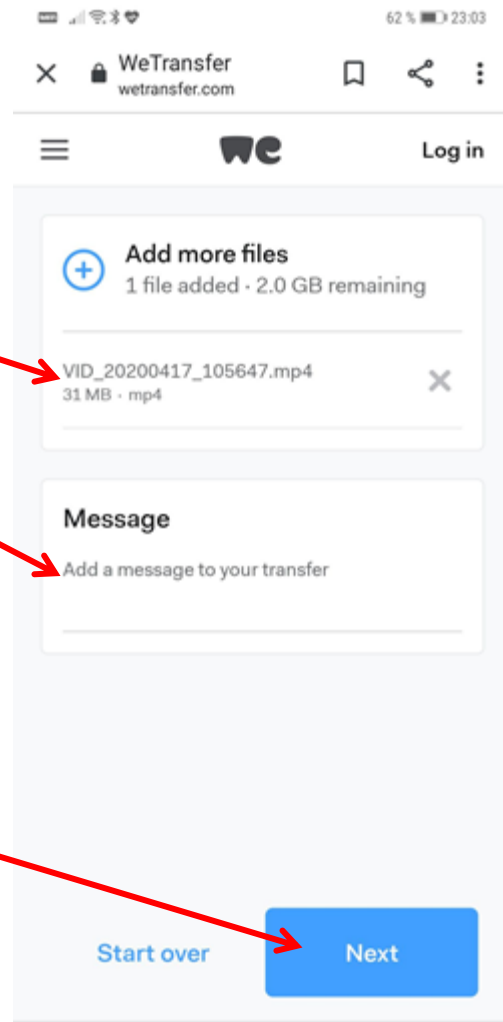 62 % 23:03
WeTransfer
wetransfer.com
we
Log in
Add more files
1 file added · 2.0 GB remaining
VID_20200417_105647.mp4
31 MB · mp4
Message
Add a message to your transfer
Start over
Next